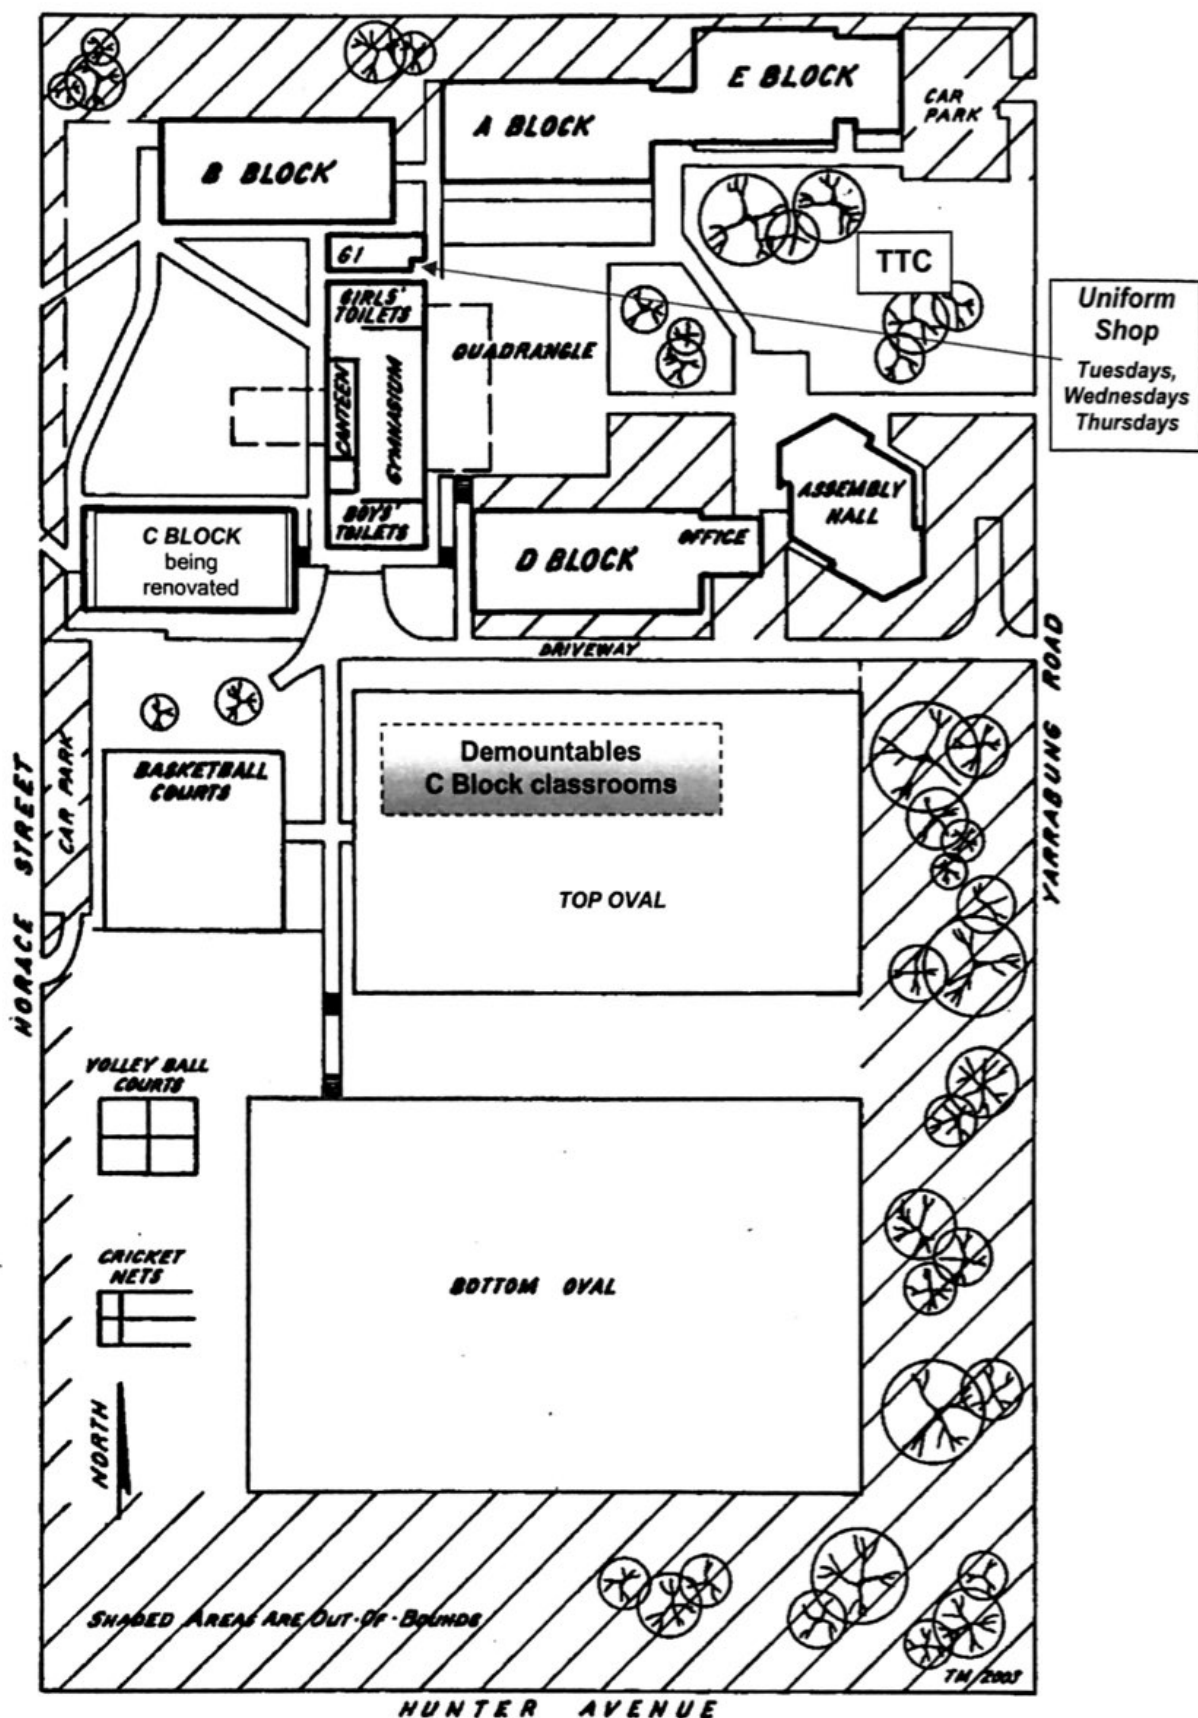 E BLOCK
CAR
PARK
A BLOCK
B BLOCK
TTC
G1
Uniform
Shop
Tuesdays,
Wednesdays
Thursdays
GIRLS'
TOILETS
QUADRANGLE
CANTEEN
GYMNASIUM
ASSEMBLY
HALL
BOYS'
TOILETS
OFFICE
C BLOCK
being
renovated
D BLOCK
DRIVEWAY
YARRABUNG ROAD
Demountables
C Block classrooms
BASKETBALL
COURTS
CAR PARK
HORACE STREET
TOP OVAL
VOLLEY BALL
COURTS
CRICKET
NETS
BOTTOM OVAL
NORTH
SHADED AREAS ARE OUT-OF-BOUNDS
TM/2003
HUNTER AVENUE